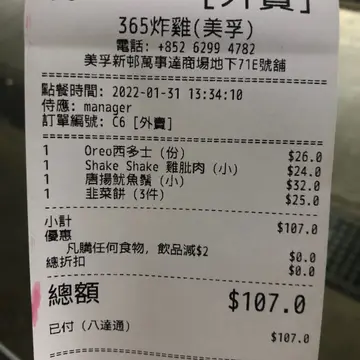 [外賣]
365炸雞(美孚)
電話: +852 6299 4782
美孚新邨萬事達商場地下71E號舖
點餐時間: 2022-01-31 13:34:10
侍應: manager
訂單編號: C6 [外賣]
1 Oreo西多士 (份) $26.0
1 Shake Shake 雞肶肉 (小) $24.0
1 唐揚魷魚鬚 (小) $32.0
1 韭菜餅 (3件) $25.0
小計 $107.0
優惠
凡購任何食物, 飲品減$2 $0.0
總折扣 $0.0
總額 $107.0
已付 (八達通) $107.0